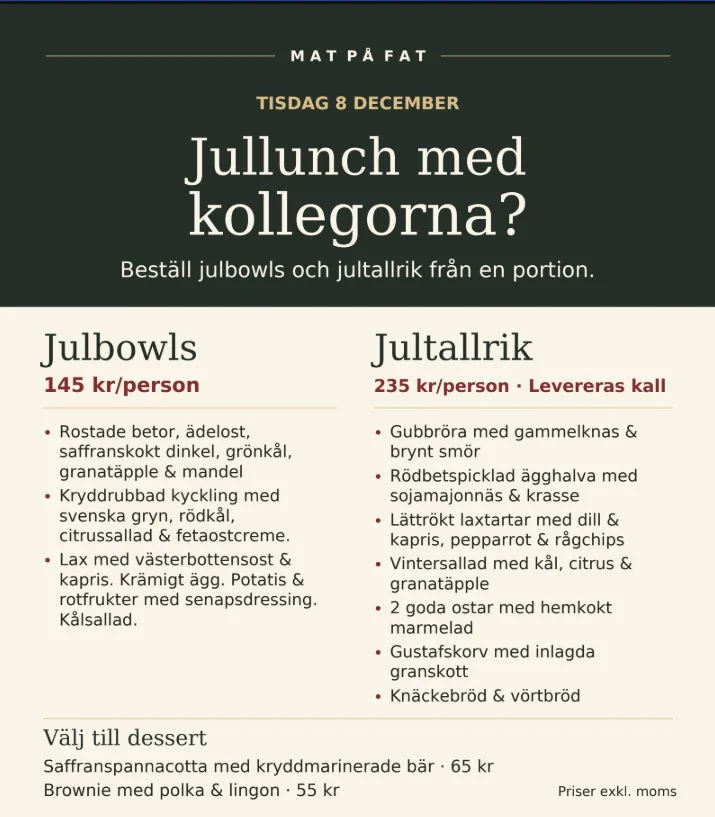 MAT PÅ FAT
TISDAG 8 DECEMBER
Jullunch med
kollegorna?
Beställ julbowls och jultallrik från en portion.
Julbowls
145 kr/person
• Rostade betor, ädelost,
saffranskokt dinkel, grönkål,
granatäpple & mandel
• Kryddrubbad kyckling med
svenska gryn, rödkål,
citrussallad & fetaostcreme.
• Lax med västerbottensost &
kapris. Krämigt ägg. Potatis &
rotfrukter med senapsdressing.
Kålsallad.
Jultallrik
235 kr/person · Levereras kall
• Gubbröra med gammelknas &
brynt smör
• Rödbetspicklad ägghalva med
sojamajonnäs & krasse
• Lättrökt laxtartar med dill &
kapris, pepparrot & rågchips
• Vintersallad med kål, citrus &
granatäpple
• 2 goda ostar med hemkokt
marmelad
• Gustafskorv med inlagda
granskott
• Knäckebröd & vörtbröd
Välj till dessert
Saffranspannacotta med kryddmarinerade bär · 65 kr
Brownie med polka & lingon · 55 kr
Priser exkl. moms